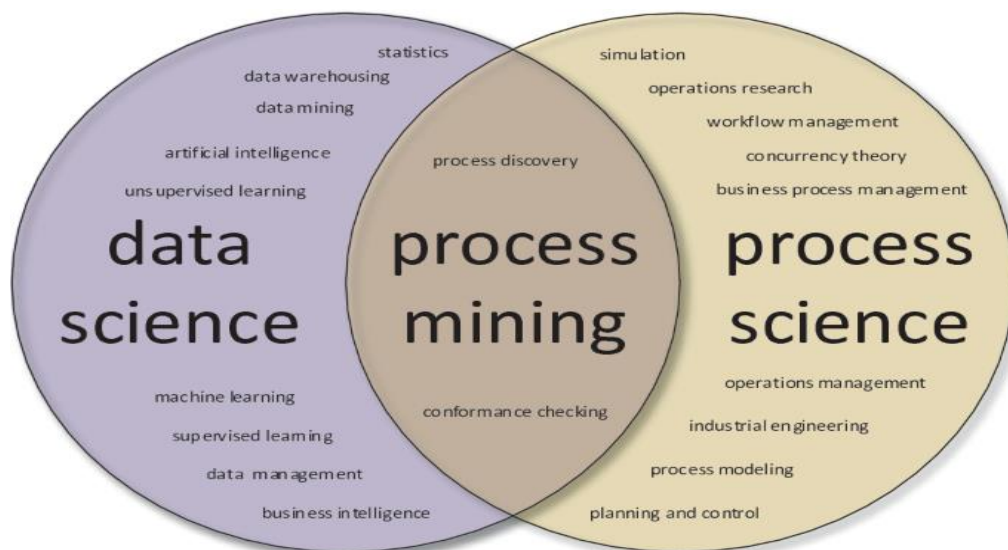 statistics
data warehousing
data mining
artificial intelligence
unsupervised learning
data
science
machine learning
supervised learning
data management
business intelligence
process discovery
process
mining
conformance checking
simulation
operations research
workflow management
concurrency theory
business process management
process
science
operations management
industrial engineering
process modeling
planning and control